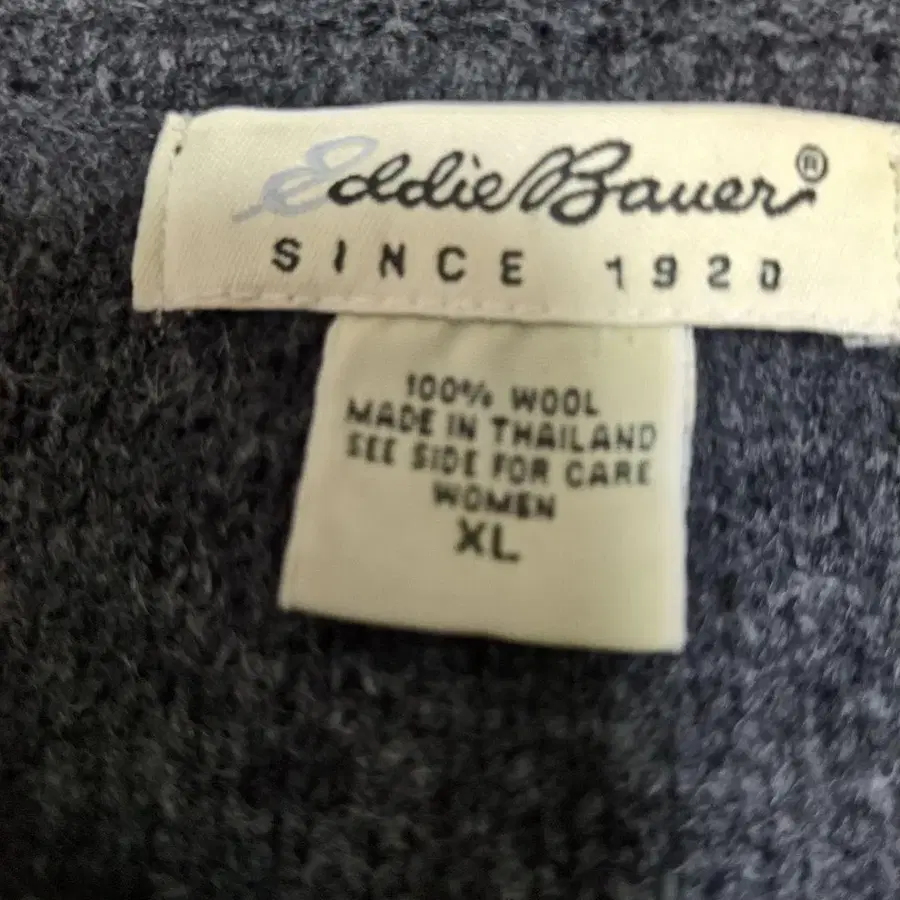 Eddie Bauer®
SINCE 1920
100% WOOL
MADE IN THAILAND
SEE SIDE FOR CARE
WOMEN
XL